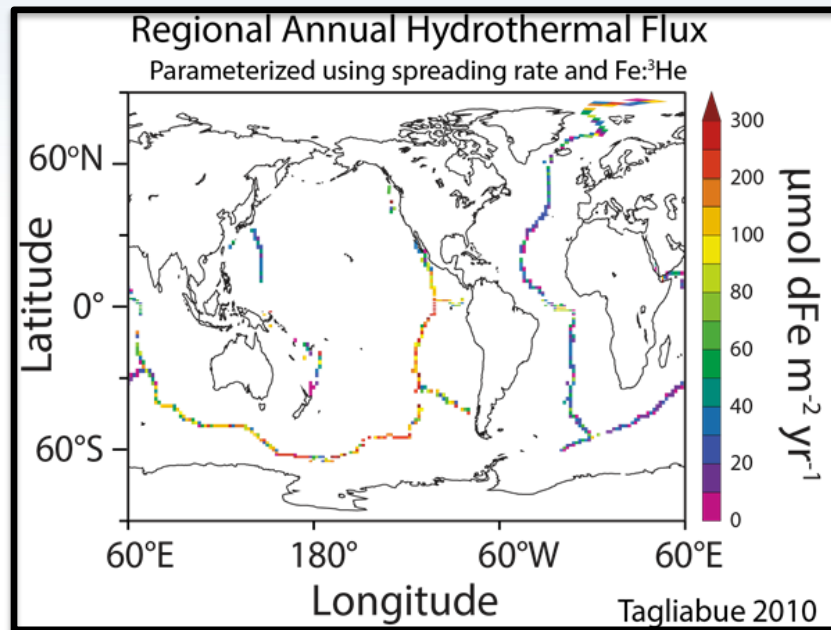 Regional Annual Hydrothermal Flux
Parameterized using spreading rate and Fe:³He
Latitude
60°N
0°
60°S
60°E
180°
60°W
60°E
Longitude
300
200
100
80
60
40
20
0
μmol dFe m⁻² yr⁻¹
Tagliabue 2010